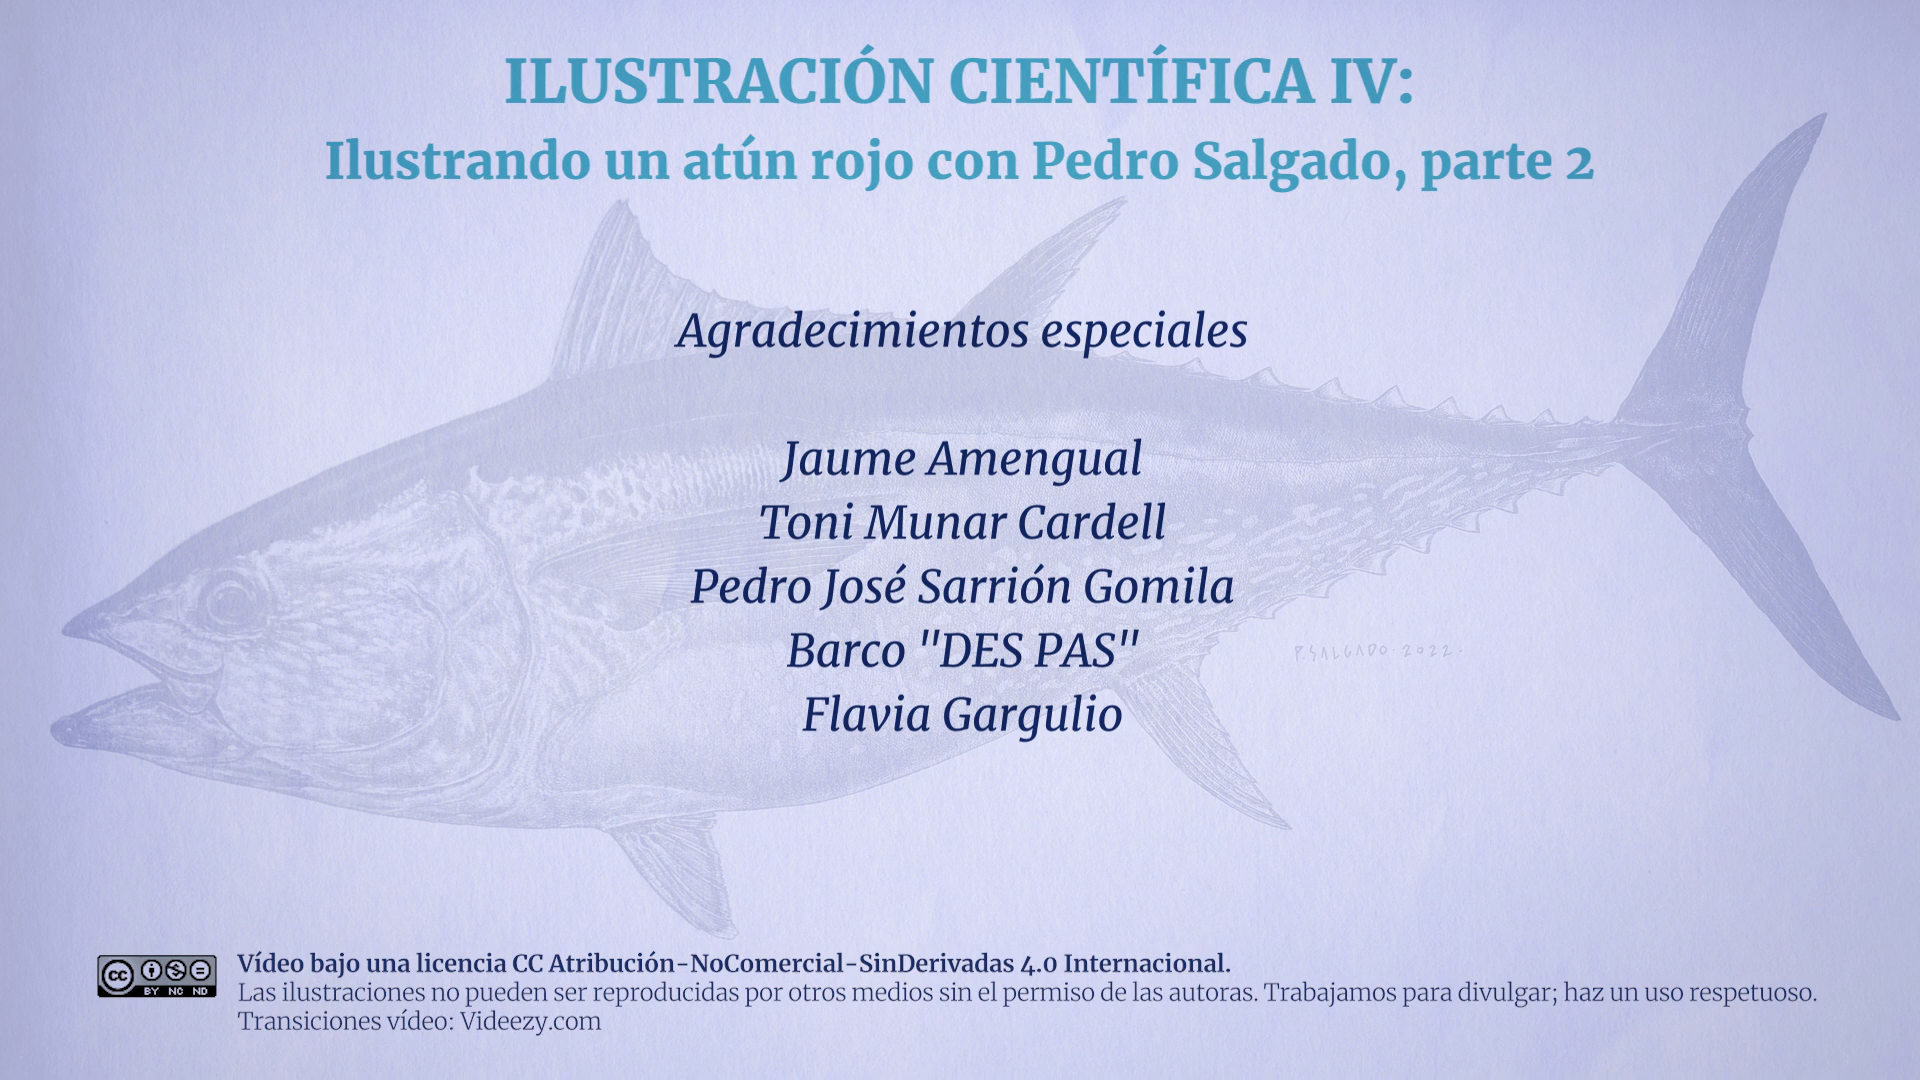 ILUSTRACIÓN CIENTÍFICA IV:
Ilustrando un atún rojo con Pedro Salgado, parte 2
Agradecimientos especiales
Jaume Amengual
Toni Munar Cardell
Pedro José Sarrión Gomila
Barco "DES PAS"
P. SALGADO · 2022 .
Flavia Gargulio
cc BY NC ND
Vídeo bajo una licencia CC Atribución-NoComercial-SinDerivadas 4.0 Internacional.
Las ilustraciones no pueden ser reproducidas por otros medios sin el permiso de las autoras. Trabajamos para divulgar; haz un uso respetuoso.
Transiciones vídeo: Videezy.com